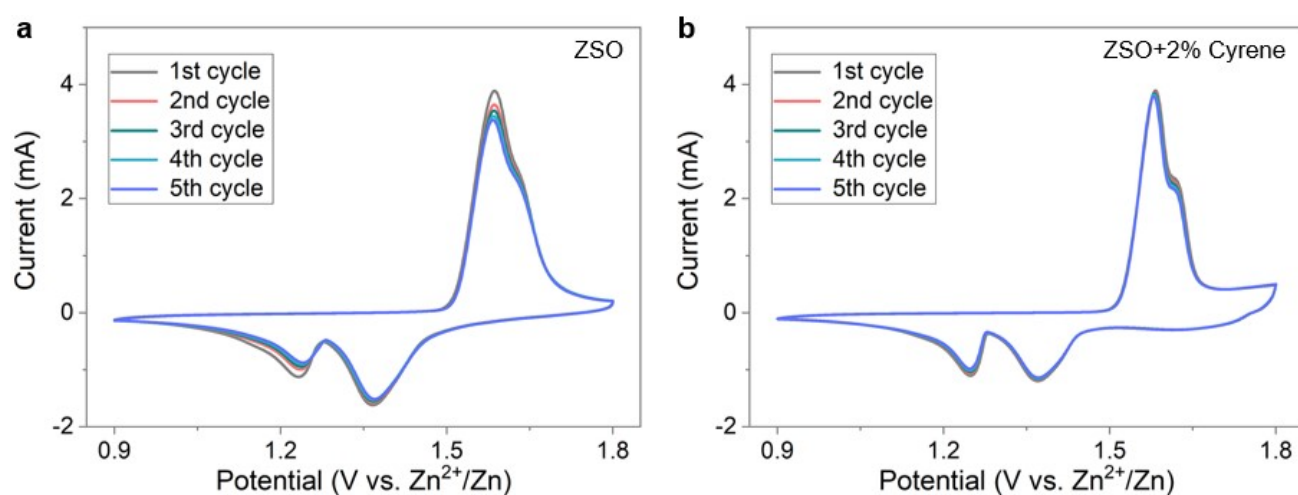 a
ZSO
1st cycle
2nd cycle
3rd cycle
4th cycle
5th cycle
Current (mA)
4
2
0
-2
0.9
1.2
1.5
1.8
Potential (V vs. Zn²⁺/Zn)
b
ZSO+2% Cyrene
1st cycle
2nd cycle
3rd cycle
4th cycle
5th cycle
Current (mA)
4
2
0
-2
0.9
1.2
1.5
1.8
Potential (V vs. Zn²⁺/Zn)